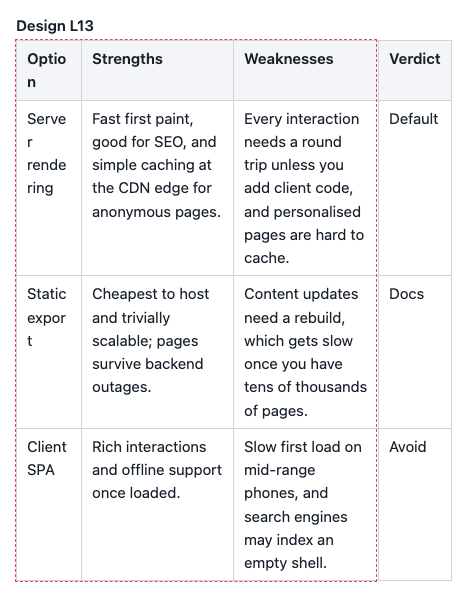 Design L13
Optio
n
Strengths
Weaknesses
Verdict
Serve
r
rende
ring
Fast first paint,
good for SEO, and
simple caching at
the CDN edge for
anonymous pages.
Every interaction
needs a round
trip unless you
add client code,
and personalised
pages are hard to
cache.
Default
Static
expor
t
Cheapest to host
and trivially
scalable; pages
survive backend
outages.
Content updates
need a rebuild,
which gets slow
once you have
tens of thousands
of pages.
Docs
Client
SPA
Rich interactions
and offline support
once loaded.
Slow first load on
mid-range
phones, and
search engines
may index an
empty shell.
Avoid